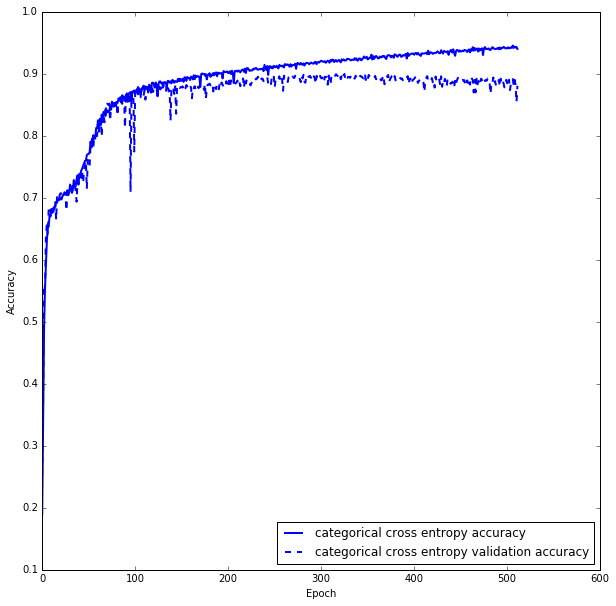 1.0
0.9
0.8
0.7
0.6
0.5
0.4
0.3
0.2
0.1
Accuracy
categorical cross entropy accuracy
categorical cross entropy validation accuracy
0 100 200 300 400 500 600
Epoch